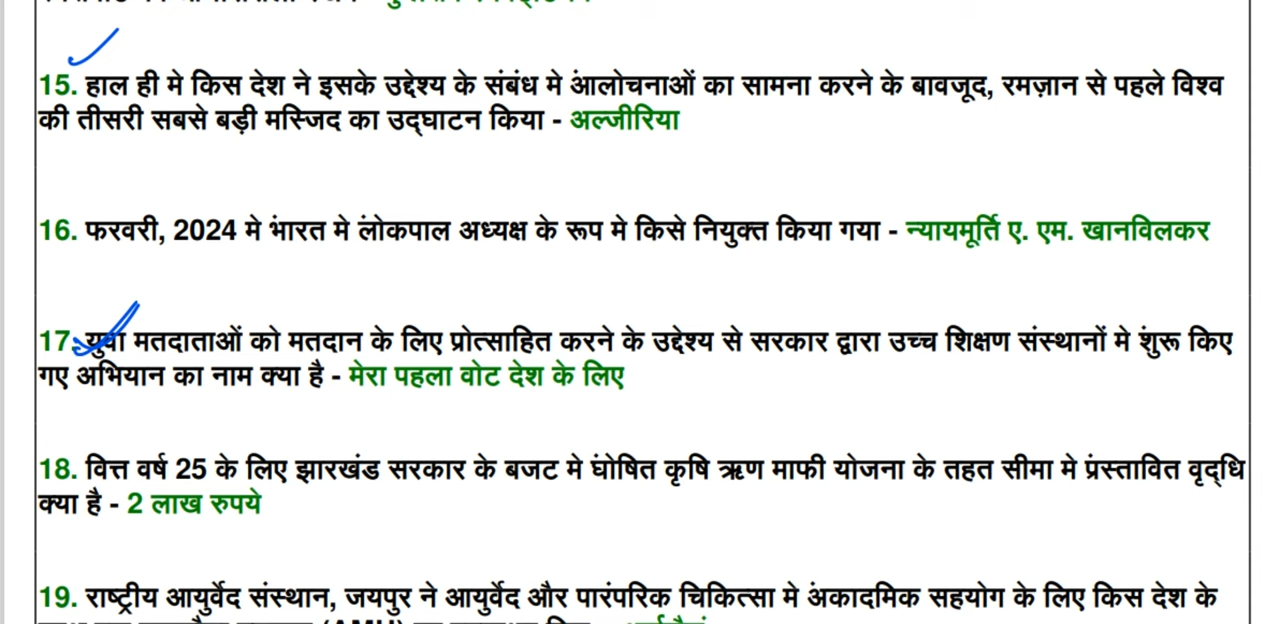 15. हाल ही मे किस देश ने इसके उद्देश्य के संबंध मे आंलोचनाओं का सामना करने के बावजूद, रमज़ान से पहले विश्व
की तीसरी सबसे बड़ी मस्जिद का उद्घाटन किया - अल्जीरिया
16. फरवरी, 2024 मे भांरत मे लोंकपाल अध्यक्ष के रूप मे किसे नियुक्त किया गया - न्यायमूर्ति ए. एम. खानविलकर
17. युवा मतदाताओं को मतदान के लिए प्रोत्साहित करने के उद्देश्य से सरकार द्वारा उच्च शिक्षण संस्थानों मे शुंरू किए
गए अभियान का नाम क्या है - मेरा पहला वोट देश के लिए
18. वित्त वर्ष 25 के लिए झारखंड सरकार के बजट मे घोंषित कृषि ऋण माफी योजना के तहत सीमा मे प्रंस्तावित वृद्धि
क्या है - 2 लाख रुपये
19. राष्ट्रीय आयुर्वेद संस्थान, जयपुर ने आयुर्वेद और पारंपरिक चिकित्सा मे अंकादमिक सहयोग के लिए किस देश के